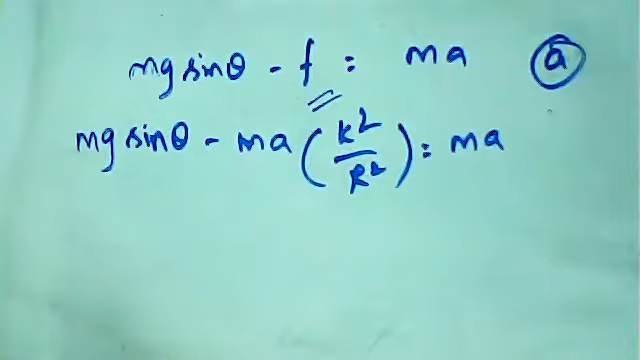 mg sinθ - f = ma (a)
mg sinθ - ma (k²/R²) = ma